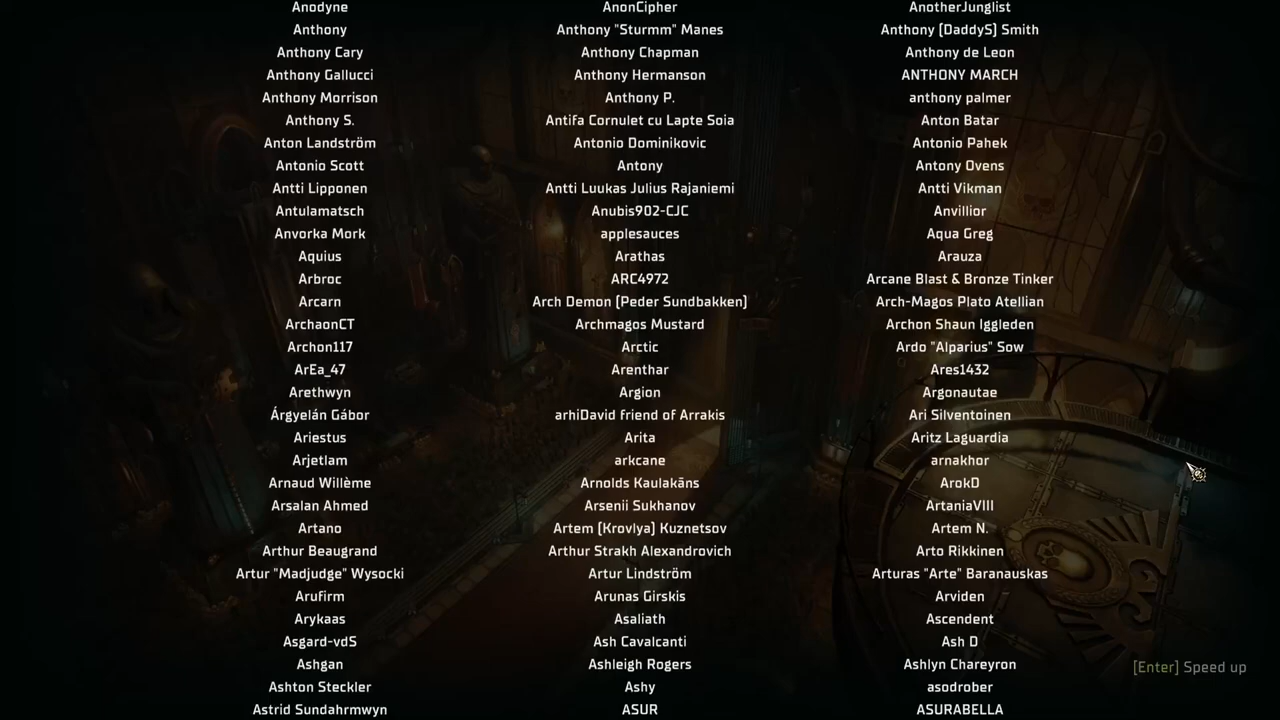 Anodyne AnonCipher AnotherJunglist
Anthony Anthony "Sturmm" Manes Anthony (DaddyS) Smith
Anthony Cary Anthony Chapman Anthony de Leon
Anthony Gallucci Anthony Hermanson ANTHONY MARCH
Anthony Morrison Anthony P. anthony palmer
Anthony S. Antifa Cornulet cu Lapte Soia Anton Batar
Anton Landström Antonio Dominikovic Antonio Pahek
Antonio Scott Antony Antony Ovens
Antti Lipponen Antti Luukas Julius Rajaniemi Antti Vikman
Antulamatsch Anubis902-CJC Anvillior
Anvorka Mork applesauces Aqua Greg
Aquius Arathas Arauza
Arbroc ARC4972 Arcane Blast & Bronze Tinker
Arcarn Arch Demon (Peder Sundbakken) Arch-Magos Plato Atellian
ArchaonCT Archmagos Mustard Archon Shaun Iggleden
Archon117 Arctic Ardo "Alparius" Sow
ArEa_47 Arenthar Ares1432
Arethwyn Argion Argonautae
Árgyelán Gábor arhiDavid friend of Arrakis Ari Silventoinen
Ariestus Arita Aritz Laguardia
Arjetlam arkcane arnakhor
Arnaud Willème Arnolds Kaulakāns ArokD
Arsalan Ahmed Arsenii Sukhanov ArtaniaVIII
Artano Artem (Krovlya) Kuznetsov Artem N.
Arthur Beaugrand Arthur Strakh Alexandrovich Arto Rikkinen
Artur "Madjudge" Wysocki Artur Lindström Arturas "Arte" Baranauskas
Arufirm Arunas Girskis Arviden
Arykaas Asaliath Ascendent
Asgard-vdS Ash Cavalcanti Ash D
Ashgan Ashleigh Rogers Ashlyn Chareyron
[Enter] Speed up
Ashton Steckler Ashy asodrober
Astrid Sundahrmwyn ASUR ASURABELLA